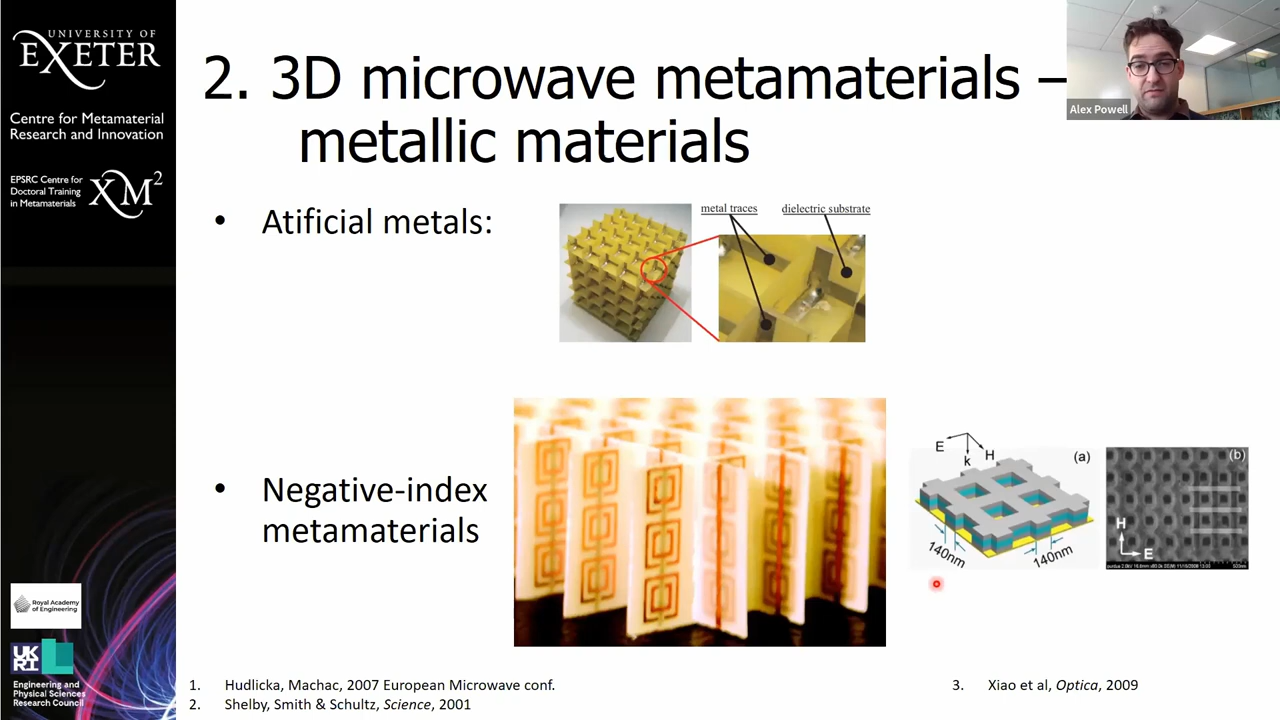 UNIVERSITY OF
EXETER
Centre for Metamaterial
Research and Innovation
EPSRC Centre for
Doctoral Training
in Metamaterials
XM²
2. 3D microwave metamaterials –
metallic materials
Alex Powell
• Atificial metals:
metal traces
dielectric substrate
• Negative-index
metamaterials
E
H
k
(a)
140nm
140nm
(b)
H
E
Royal Academy
of Engineering
UK
RI
Engineering and
Physical Sciences
Research Council
1. Hudlicka, Machac, 2007 European Microwave conf.
2. Shelby, Smith & Schultz, Science, 2001
3. Xiao et al, Optica, 2009